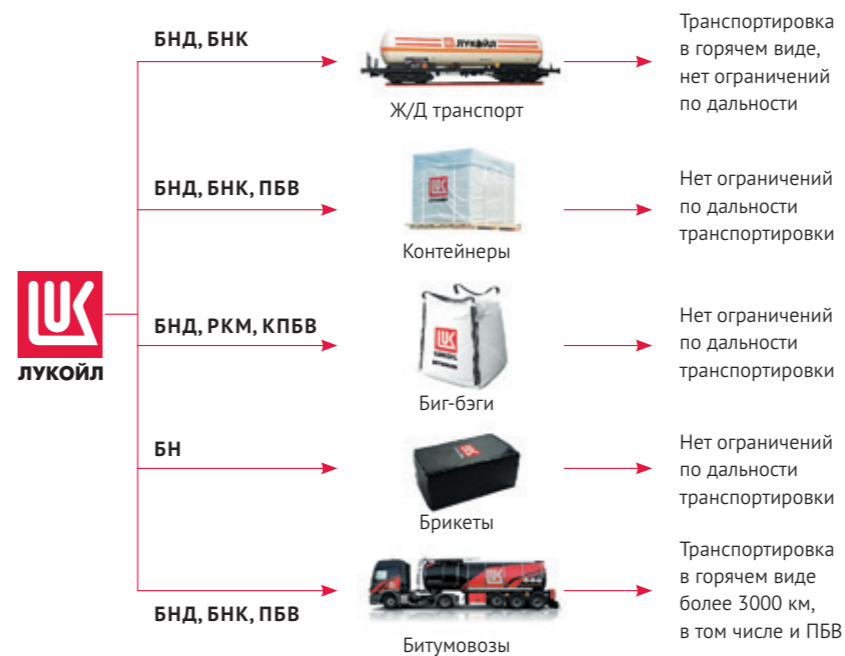 БНД, БНК
ЛУКОЙЛ
Ж/Д транспорт
Транспортировка
в горячем виде,
нет ограничений
по дальности
БНД, БНК, ПБВ
Контейнеры
Нет ограничений
по дальности
транспортировки
ЛУКОЙЛ
БНД, РКМ, КПБВ
Биг-бэги
Нет ограничений
по дальности
транспортировки
БН
Брикеты
Нет ограничений
по дальности
транспортировки
БНД, БНК, ПБВ
Битумовозы
Транспортировка
в горячем виде
более 3000 км,
в том числе и ПБВ